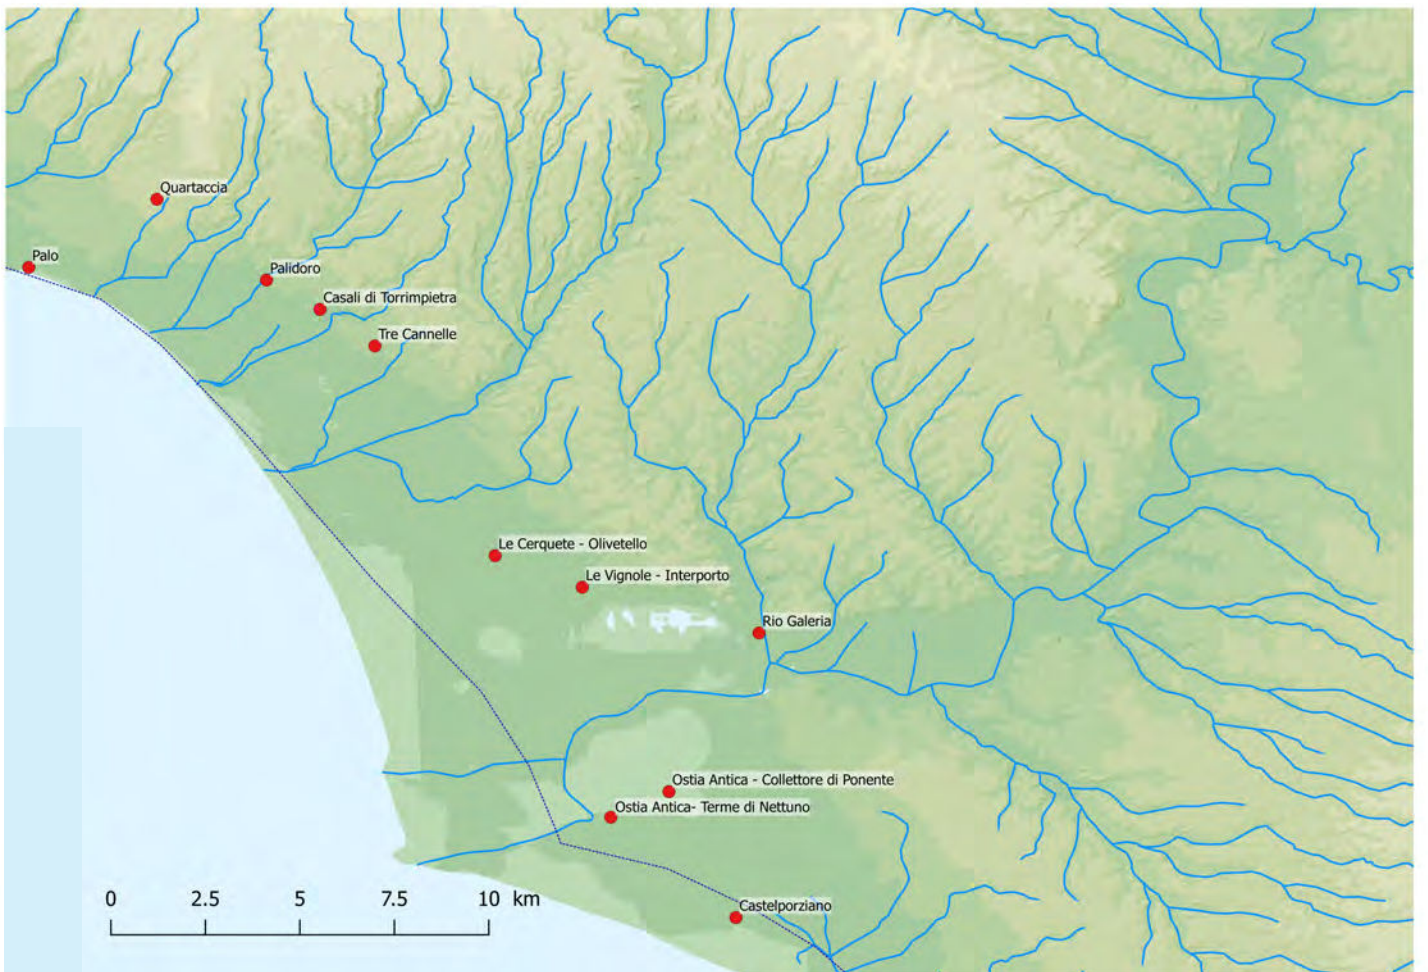 Quartaccia
Palo
Palidoro
Casali di Torrimpietra
Tre Cannelle
Le Cerquete - Olivetello
Le Vignole - Interporto
Rio Galeria
Ostia Antica - Collettore di Ponente
Ostia Antica- Terme di Nettuno
0 2.5 5 7.5 10 km
Castelporziano